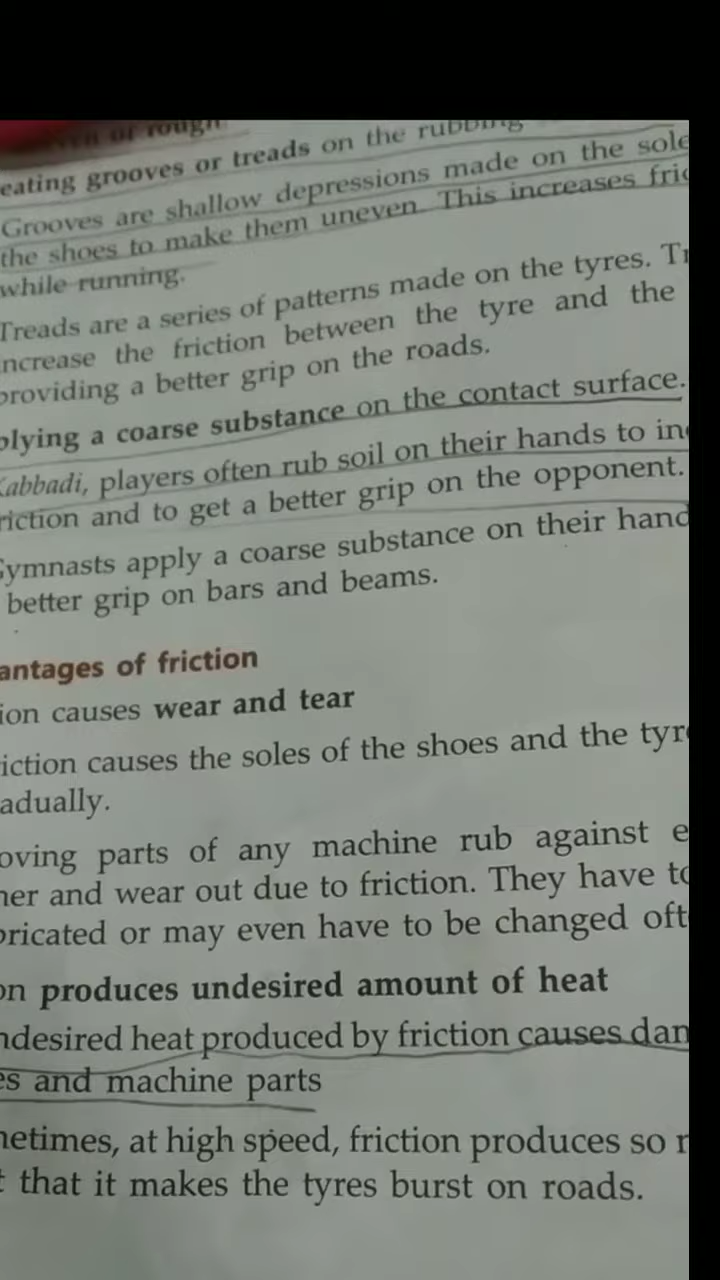 rough
eating grooves or treads on the rubbing
Grooves are shallow depressions made on the sole
the shoes to make them uneven. This increases fric
while running.
Treads are a series of patterns made on the tyres. Tr
ncrease the friction between the tyre and the
providing a better grip on the roads.
plying a coarse substance on the contact surface.
Kabbadi, players often rub soil on their hands to in
riction and to get a better grip on the opponent.
Gymnasts apply a coarse substance on their hand
better grip on bars and beams.
antages of friction
ion causes wear and tear
iction causes the soles of the shoes and the tyre
adually.
oving parts of any machine rub against e
her and wear out due to friction. They have to
bricated or may even have to be changed oft
on produces undesired amount of heat
ndesired heat produced by friction causes dam
es and machine parts
metimes, at high speed, friction produces so m
t that it makes the tyres burst on roads.